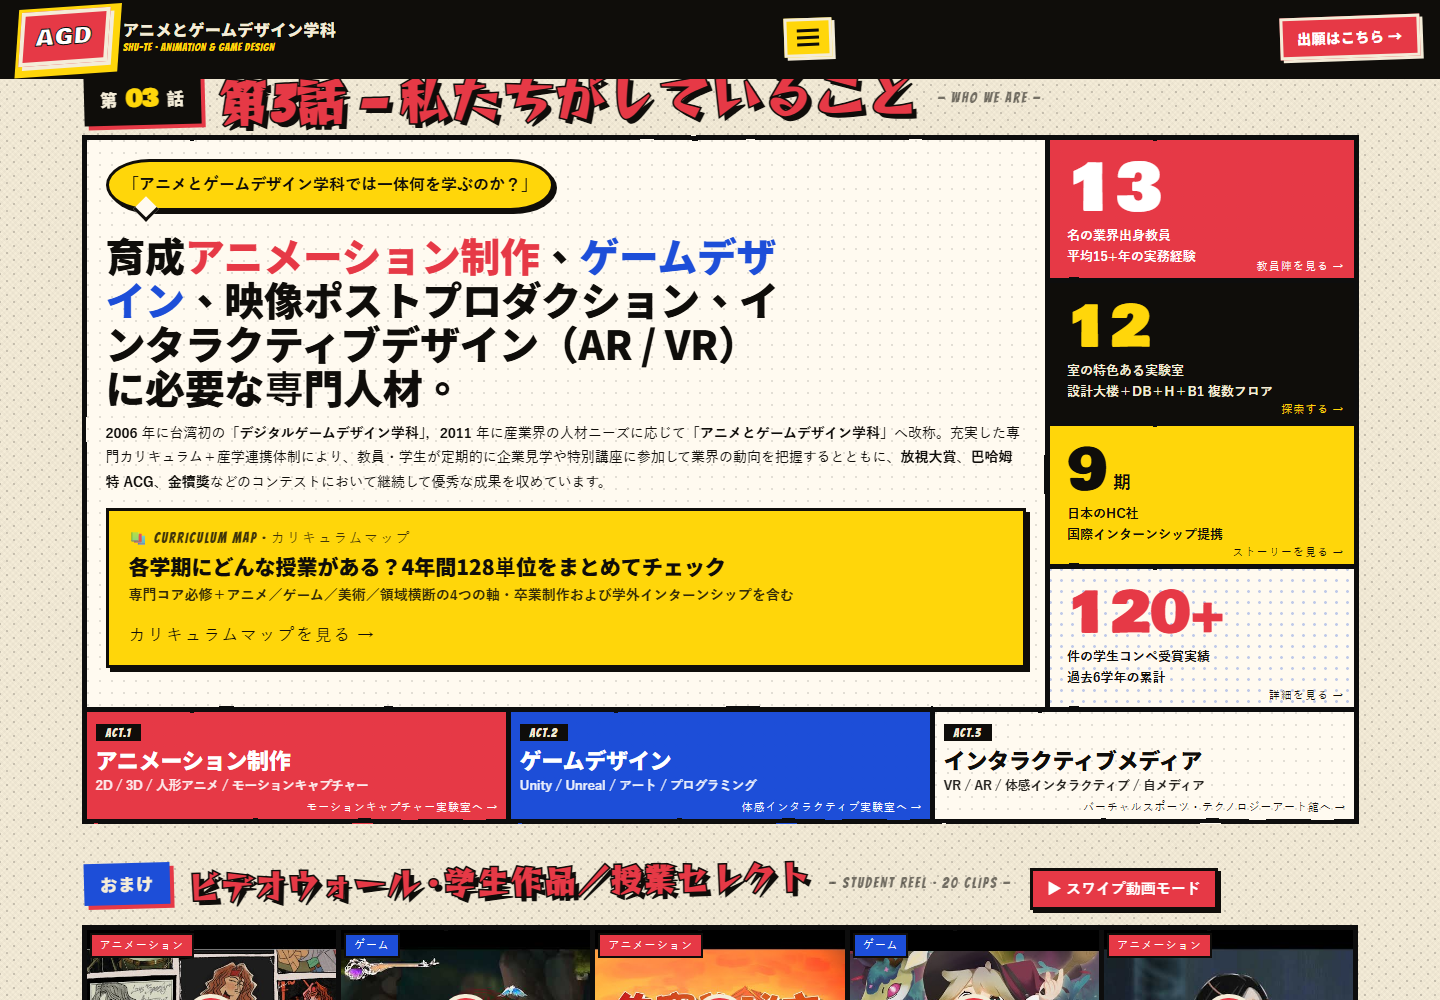 AGD
アニメとゲームデザイン学科
SHU-TE · ANIMATION & GAME DESIGN
出願はこちら →
第 03 話
第3話 – 私たちがしていること
– WHO WE ARE –
「アニメとゲームデザイン学科では一体何を学ぶのか？」
育成アニメーション制作、ゲームデザ
イン、映像ポストプロダクション、イ
ンタラクティブデザイン（AR / VR）
に必要な専門人材。
2006 年に台湾初の「デジタルゲームデザイン学科」，2011 年に産業界の人材ニーズに応じて「アニメとゲームデザイン学科」へ改称。充実した専
門カリキュラム＋産学連携体制により、教員・学生が定期的に企業見学や特別講座に参加して業界の動向を把握するとともに、放視大賞、巴哈姆
特 ACG、金犢獎などのコンテストにおいて継続して優秀な成果を収めています。
CURRICULUM MAP · カリキュラムマップ
各学期にどんな授業がある？4年間128単位をまとめてチェック
専門コア必修＋アニメ／ゲーム／美術／領域横断の4つの軸・卒業制作および学外インターンシップを含む
カリキュラムマップを見る →
13
名の業界出身教員
平均15+年の実務経験
教員陣を見る →
12
室の特色ある実験室
設計大楼＋DB＋H＋B1 複数フロア
探索する →
9 期
日本のHC社
国際インターンシップ提携
ストーリーを見る →
120+
件の学生コンペ受賞実績
過去6学年の累計
詳細を見る →
ACT.1
アニメーション制作
2D / 3D / 人形アニメ / モーションキャプチャー
モーションキャプチャー実験室へ →
ACT.2
ゲームデザイン
Unity / Unreal / アート / プログラミング
体感インタラクティブ実験室へ →
ACT.3
インタラクティブメディア
VR / AR / 体感インタラクティブ / 自メディア
バーチャルスポーツ・テクノロジーアート館へ →
おまけ
ビデオウォール・学生作品／授業セレクト
– STUDENT REEL · 20 CLIPS –
▶ スワイプ動画モード
アニメーション
ゲーム
アニメーション
ゲーム
アニメーション